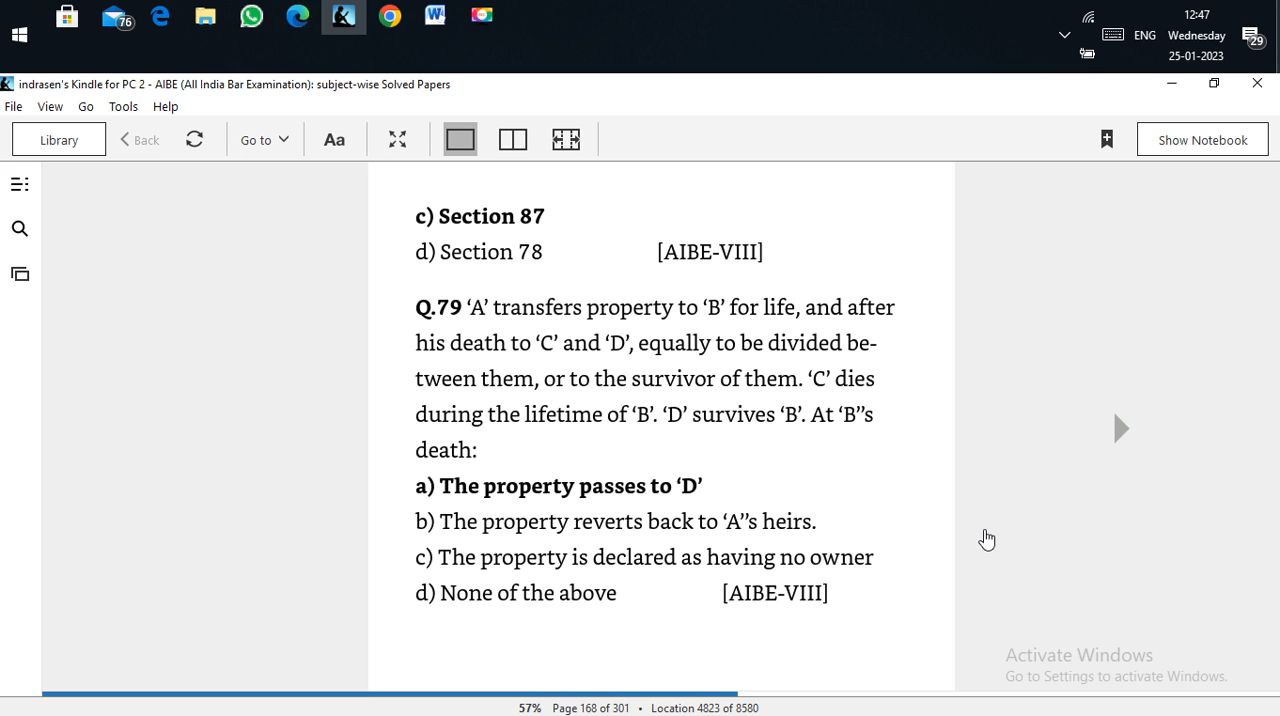 76
12:47
ENG Wednesday 29
25-01-2023
indrasen's Kindle for PC 2 - AIBE (All India Bar Examination): subject-wise Solved Papers
File View Go Tools Help
Library Back Go to Aa Show Notebook
c) Section 87
d) Section 78 [AIBE-VIII]
Q.79 ‘A’ transfers property to ‘B’ for life, and after
his death to ‘C’ and ‘D’, equally to be divided be-
tween them, or to the survivor of them. ‘C’ dies
during the lifetime of ‘B’. ‘D’ survives ‘B’. At ‘B’’s
death:
a) The property passes to ‘D’
b) The property reverts back to ‘A’’s heirs.
c) The property is declared as having no owner
d) None of the above [AIBE-VIII]
Activate Windows
Go to Settings to activate Windows.
57% Page 168 of 301 • Location 4823 of 8580